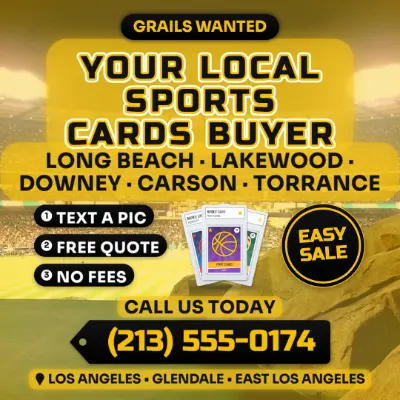 GRAILS WANTED
YOUR LOCAL
SPORTS
CARDS BUYER
LONG BEACH · LAKEWOOD ·
DOWNEY · CARSON · TORRANCE
1 TEXT A PIC
2 FREE QUOTE
3 NO FEES
EASY
SALE
CALL US TODAY
(213) 555-0174
LOS ANGELES • GLENDALE • EAST LOS ANGELES